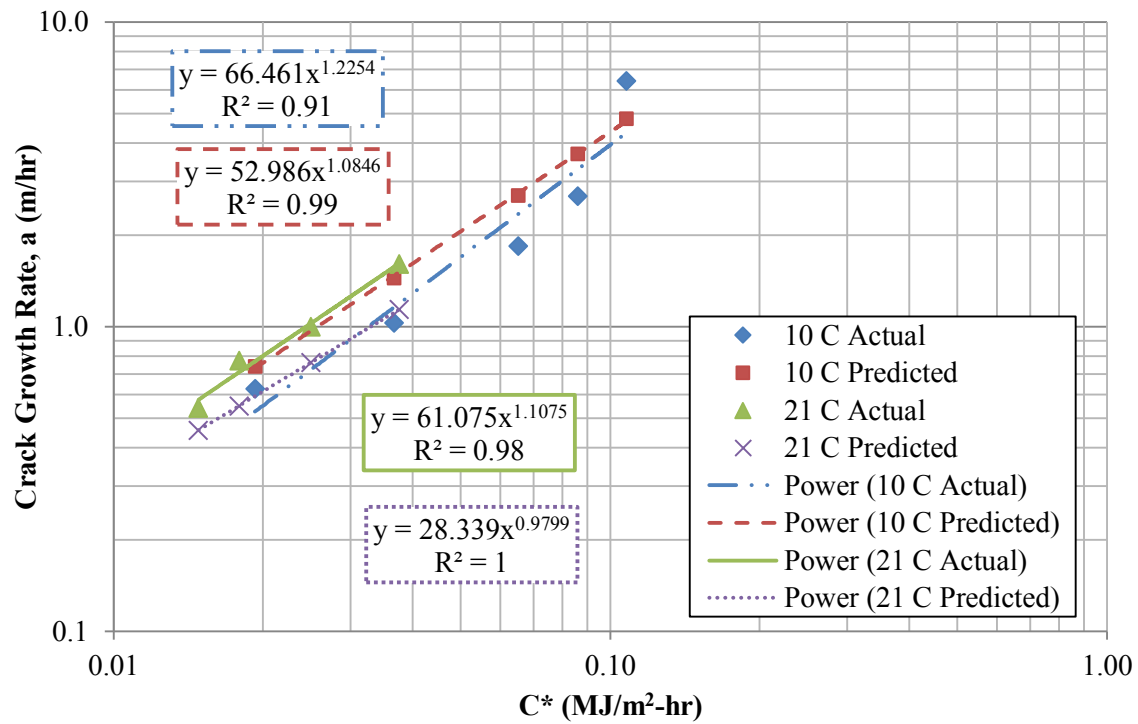 10.0
y = 66.461x^1.2254
R² = 0.91
y = 52.986x^1.0846
R² = 0.99
Crack Growth Rate, a (m/hr)
1.0
10 C Actual
10 C Predicted
21 C Actual
21 C Predicted
Power (10 C Actual)
Power (10 C Predicted)
Power (21 C Actual)
Power (21 C Predicted)
y = 61.075x^1.1075
R² = 0.98
y = 28.339x^0.9799
R² = 1
0.1
0.01 0.10 1.00
C* (MJ/m²-hr)